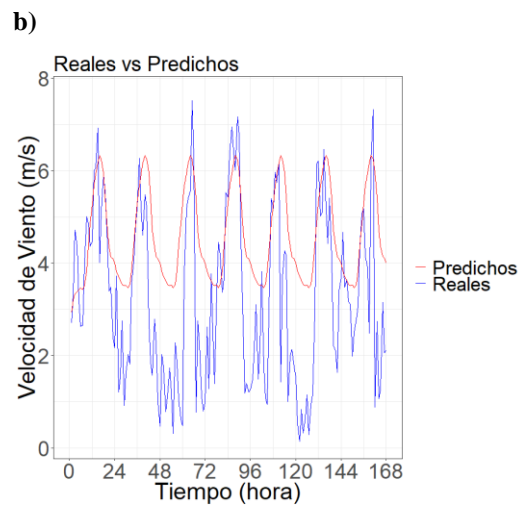 b)
Reales vs Predichos
Velocidad de Viento (m/s)
8
6
4
2
0
0 24 48 72 96 120 144 168
Tiempo (hora)
Predichos
Reales